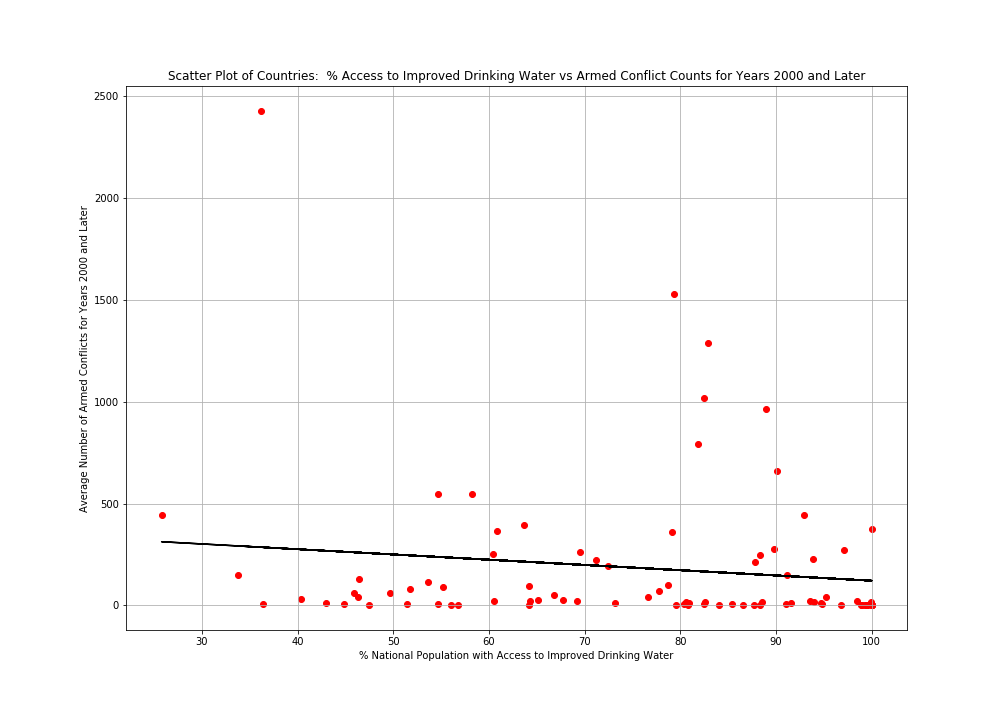 Scatter Plot of Countries:  % Access to Improved Drinking Water vs Armed Conflict Counts for Years 2000 and Later
Average Number of Armed Conflicts for Years 2000 and Later
2500
2000
1500
1000
500
0
30 40 50 60 70 80 90 100
% National Population with Access to Improved Drinking Water